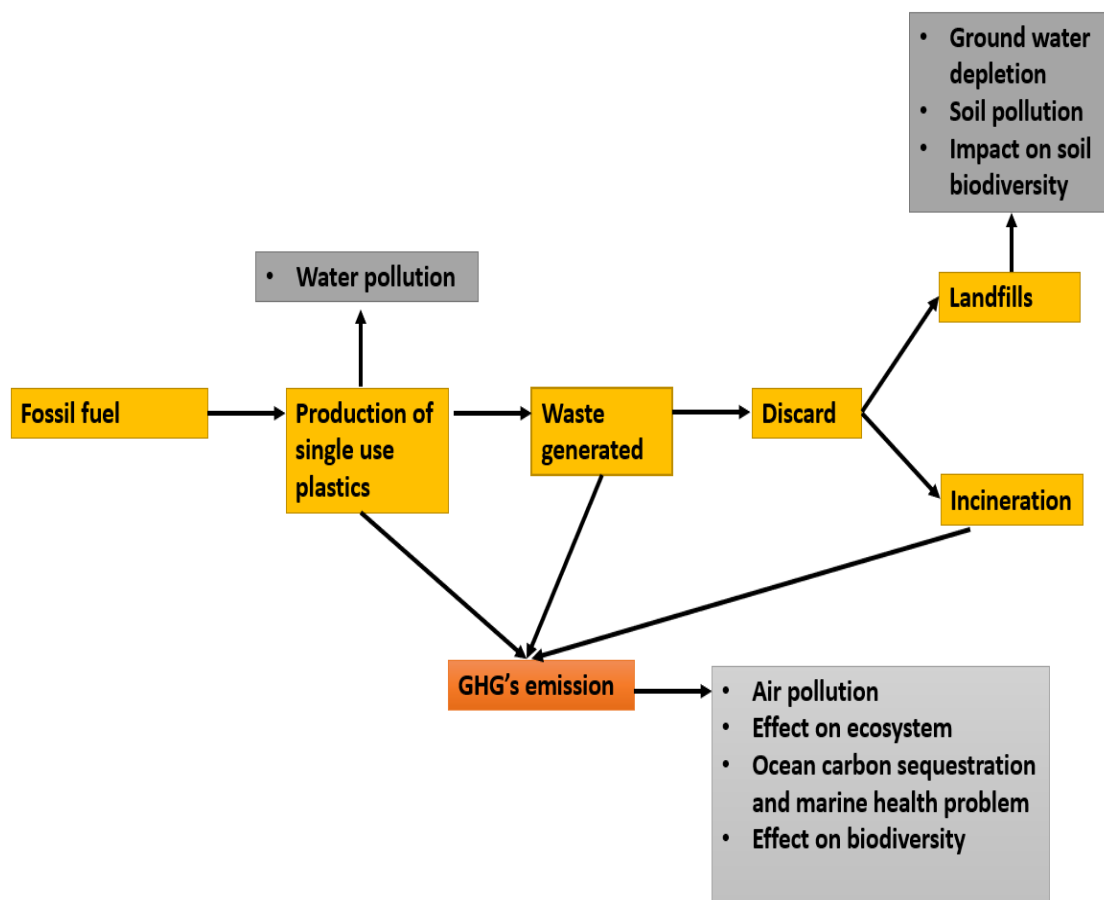 • Ground water
depletion
• Soil pollution
• Impact on soil
biodiversity
• Water pollution
Landfills
Fossil fuel
Production of
single use
plastics
Waste
generated
Discard
Incineration
GHG's emission
• Air pollution
• Effect on ecosystem
• Ocean carbon sequestration
and marine health problem
• Effect on biodiversity